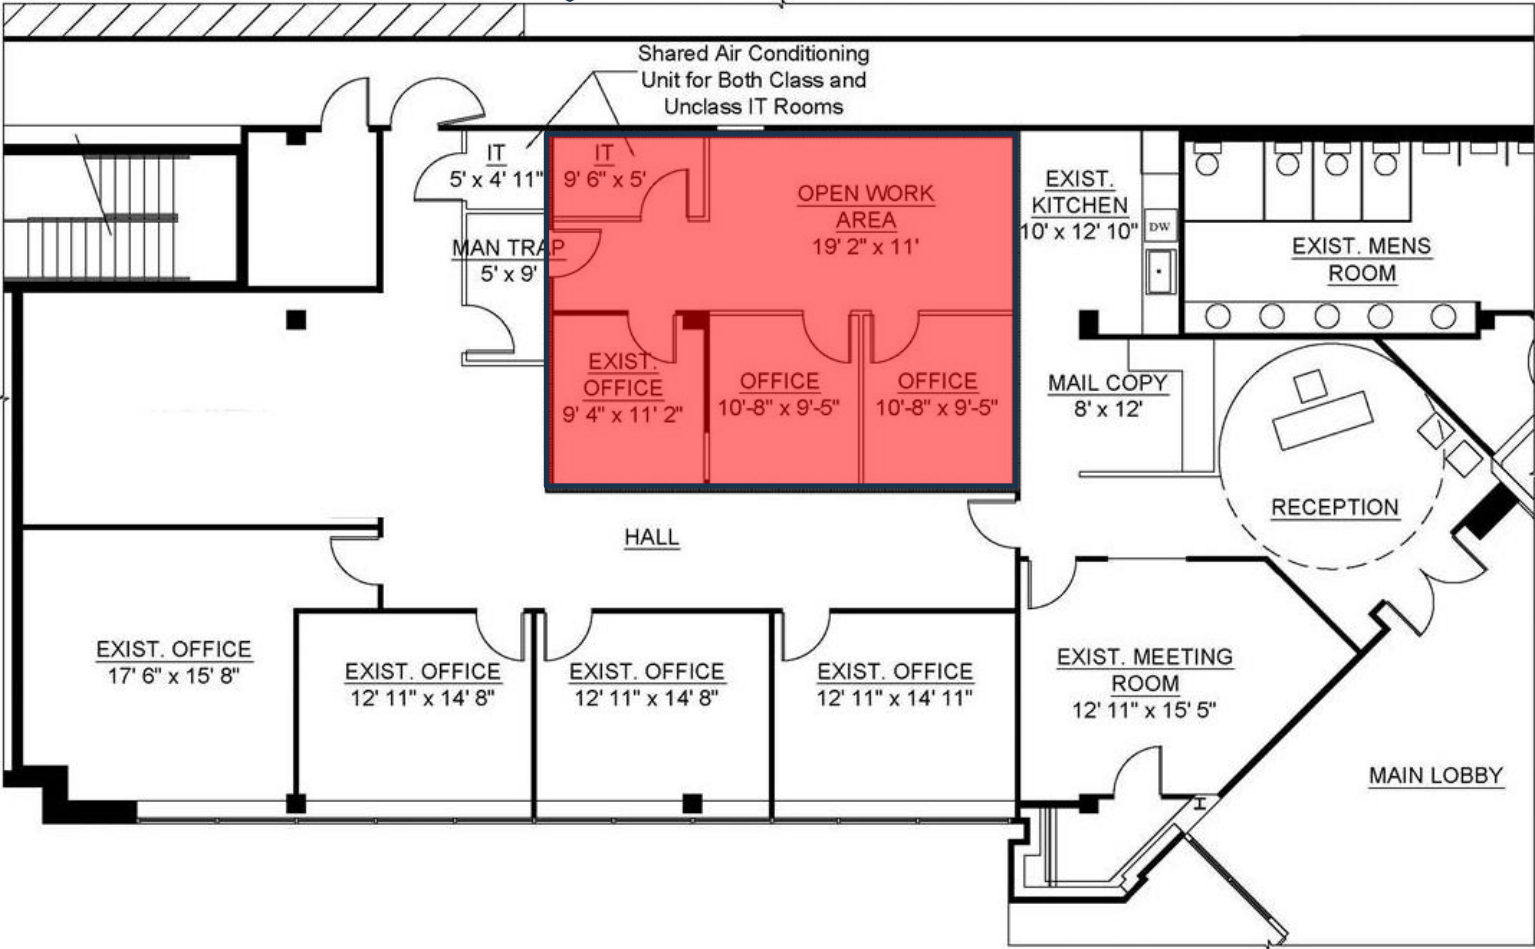 Shared Air Conditioning
Unit for Both Class and
Unclass IT Rooms
IT
5' x 4' 11"
IT
9' 6" x 5'
OPEN WORK
AREA
19' 2" x 11'
EXIST.
KITCHEN
10' x 12' 10"
DW
EXIST. MENS
ROOM
MAN TRAP
5' x 9'
EXIST.
OFFICE
9' 4" x 11' 2"
OFFICE
10'-8" x 9'-5"
OFFICE
10'-8" x 9'-5"
MAIL COPY
8' x 12'
RECEPTION
HALL
EXIST. OFFICE
17' 6" x 15' 8"
EXIST. OFFICE
12' 11" x 14' 8"
EXIST. OFFICE
12' 11" x 14' 8"
EXIST. OFFICE
12' 11" x 14' 11"
EXIST. MEETING
ROOM
12' 11" x 15' 5"
MAIN LOBBY